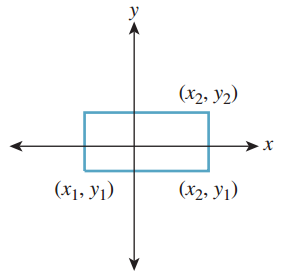 y
(x₂, y₂)
x
(x₁, y₁) (x₂, y₁)